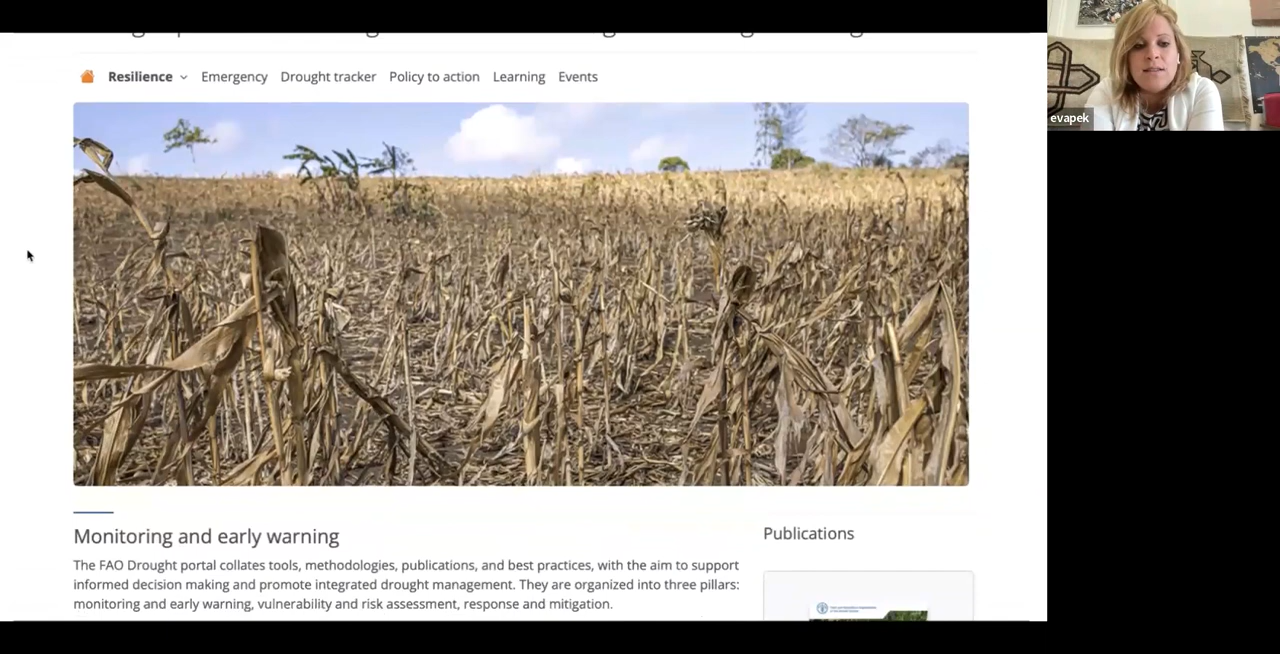 Resilience Emergency Drought tracker Policy to action Learning Events
evapek
Monitoring and early warning
The FAO Drought portal collates tools, methodologies, publications, and best practices, with the aim to support
informed decision making and promote integrated drought management. They are organized into three pillars:
monitoring and early warning, vulnerability and risk assessment, response and mitigation.
Publications